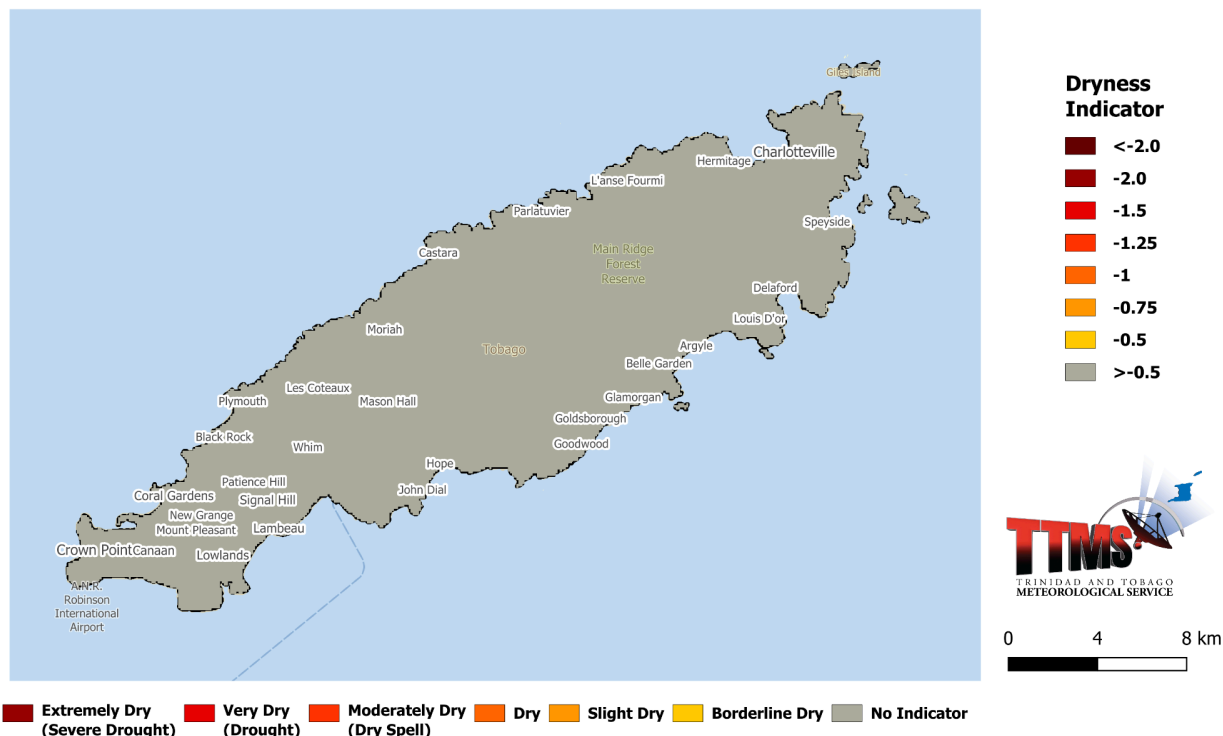 Giles Island
Charlotteville
Hermitage
L'anse Fourmi
Parlatuvier
Speyside
Castara
Main Ridge
Forest
Reserve
Delaford
Louis D'or
Moriah
Argyle
Tobago
Belle Garden
Les Coteaux
Glamorgan
Plymouth
Mason Hall
Goldsborough
Black Rock
Goodwood
Whim
Hope
Patience Hill
John Dial
Coral Gardens
Signal Hill
New Grange
Mount Pleasant
Lambeau
Crown Point
Canaan
Lowlands
A.N.R.
Robinson
International
Airport
Dryness
Indicator
<-2.0
-2.0
-1.5
-1.25
-1
-0.75
-0.5
>-0.5
TTMS
TRINIDAD AND TOBAGO
METEOROLOGICAL SERVICE
0 4 8 km
Extremely Dry
(Severe Drought)
Very Dry
(Drought)
Moderately Dry
(Dry Spell)
Dry
Slight Dry
Borderline Dry
No Indicator